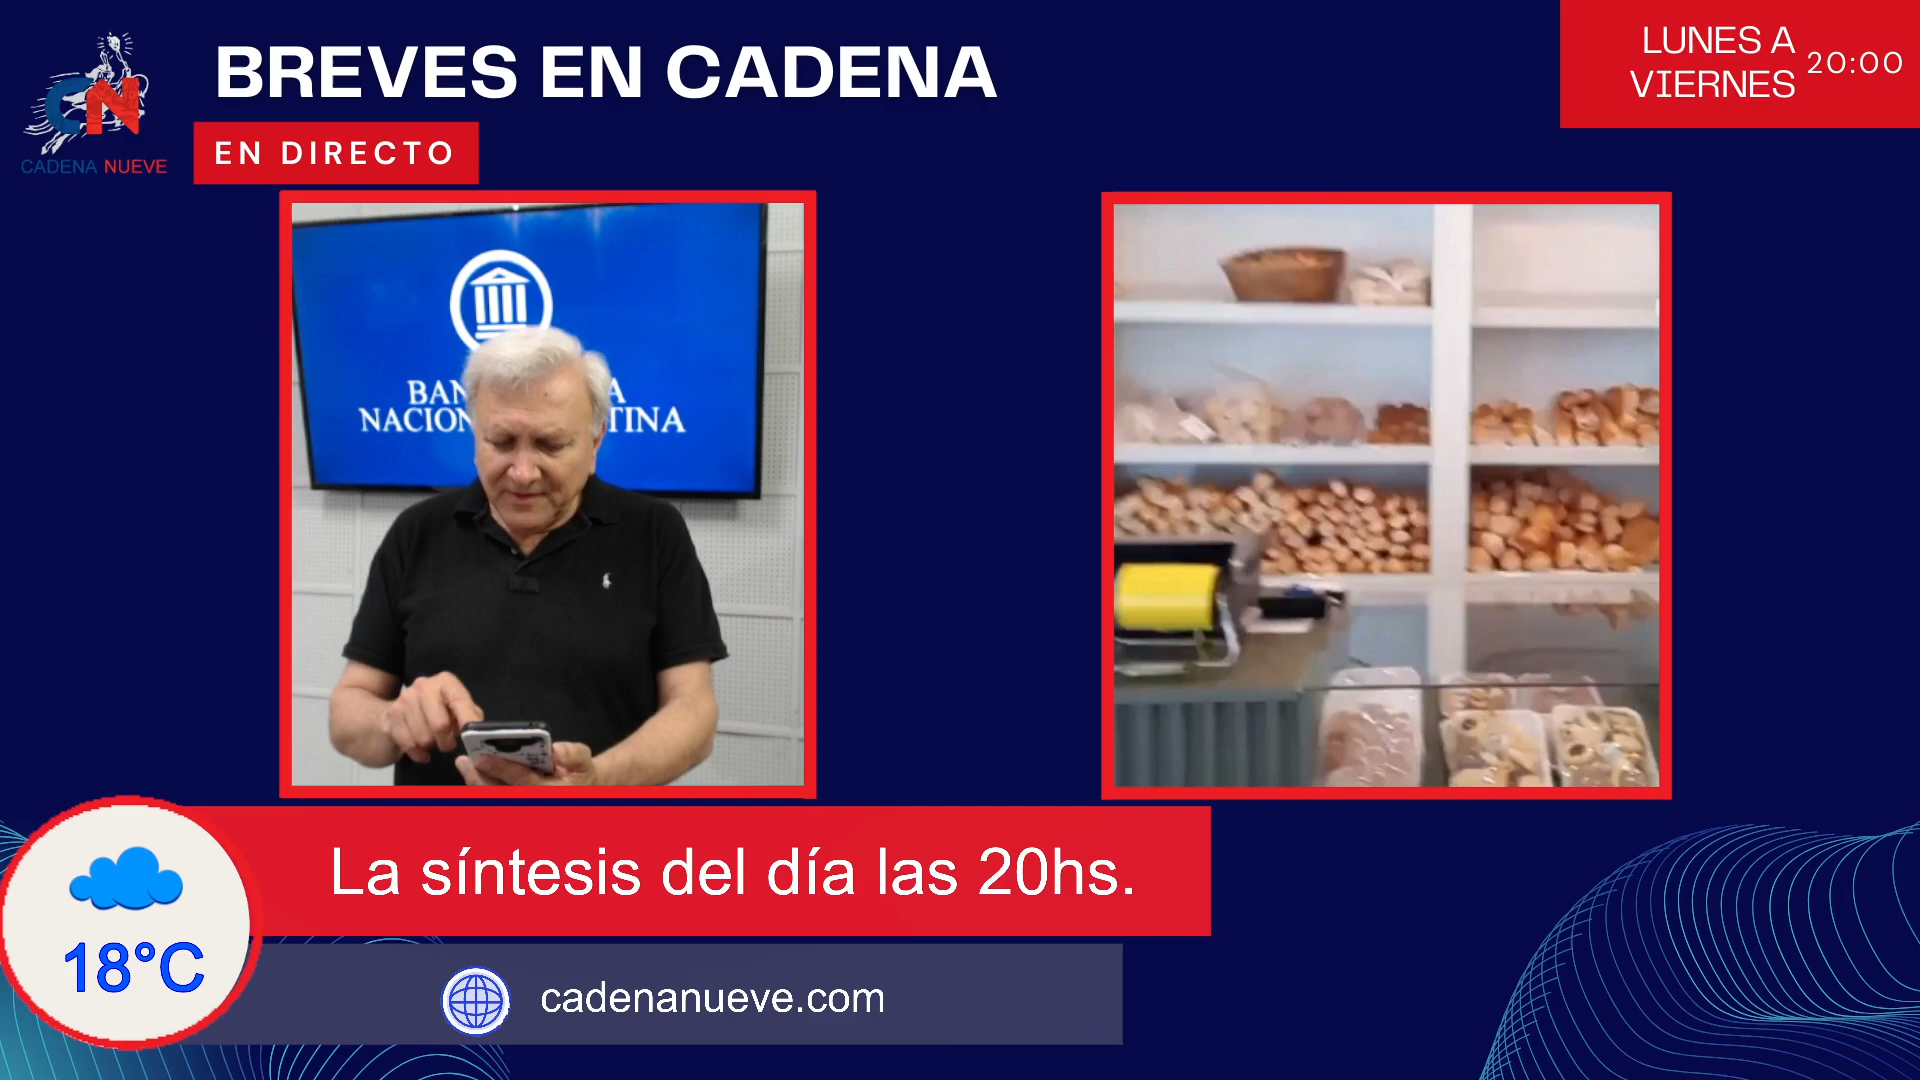 BREVES EN CADENA
LUNES A
VIERNES
20:00
CN
CADENA NUEVE
EN DIRECTO
BAN A
NACION TINA
La síntesis del día las 20hs.
18°C
cadenanueve.com